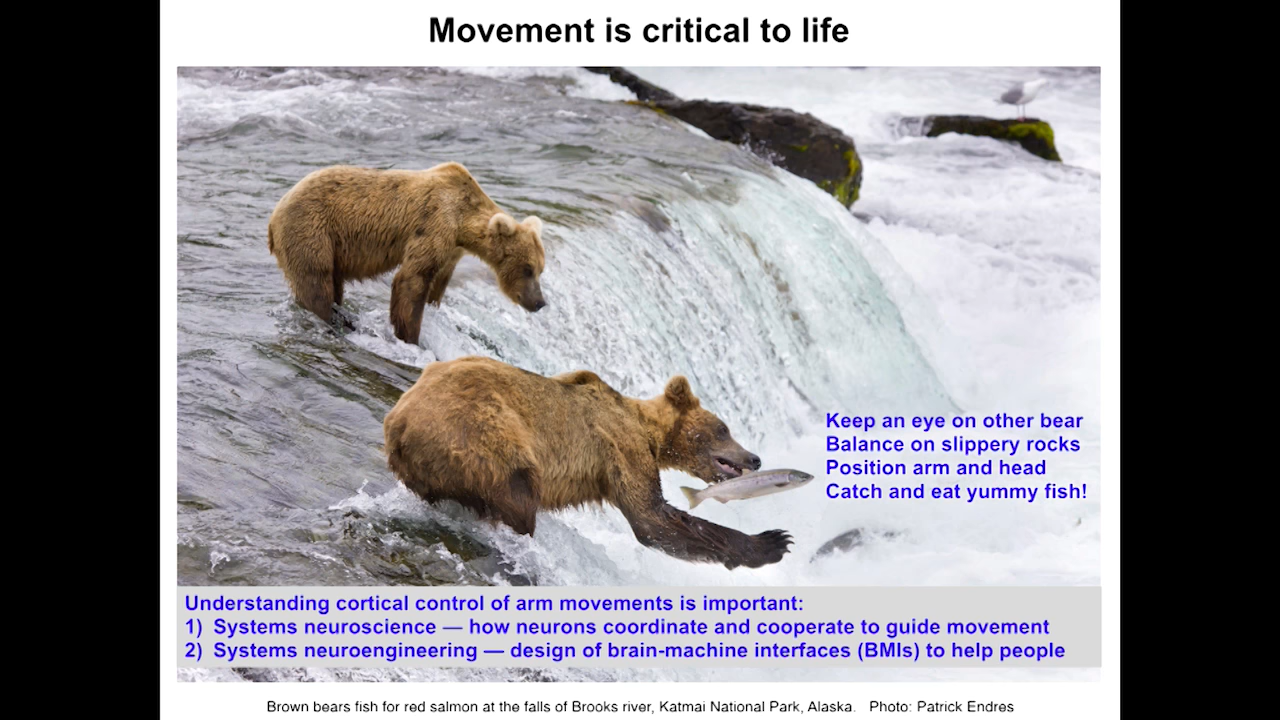 Movement is critical to life
Keep an eye on other bear
Balance on slippery rocks
Position arm and head
Catch and eat yummy fish!
Understanding cortical control of arm movements is important:
1) Systems neuroscience — how neurons coordinate and cooperate to guide movement
2) Systems neuroengineering — design of brain-machine interfaces (BMIs) to help people
Brown bears fish for red salmon at the falls of Brooks river, Katmai National Park, Alaska. Photo: Patrick Endres